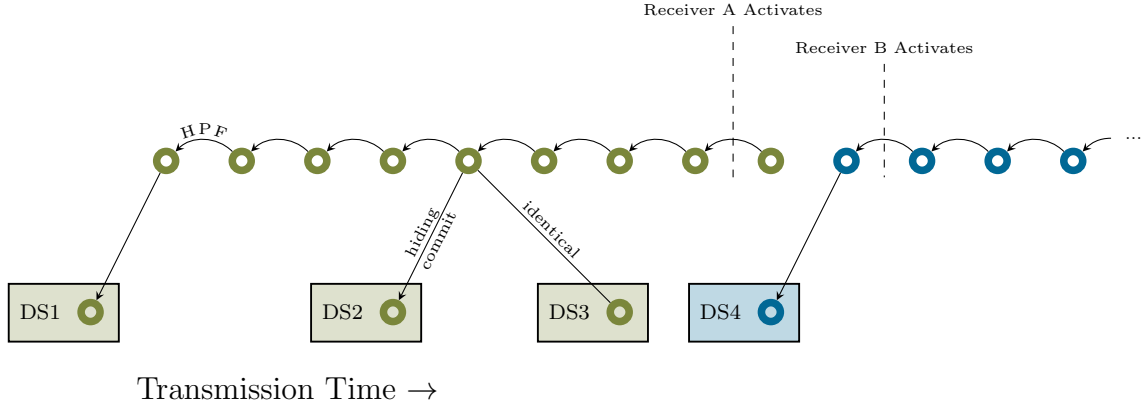 Receiver A Activates
Receiver B Activates
HPF
...
hiding
commit
identical
DS1
DS2
DS3
DS4
Transmission Time →